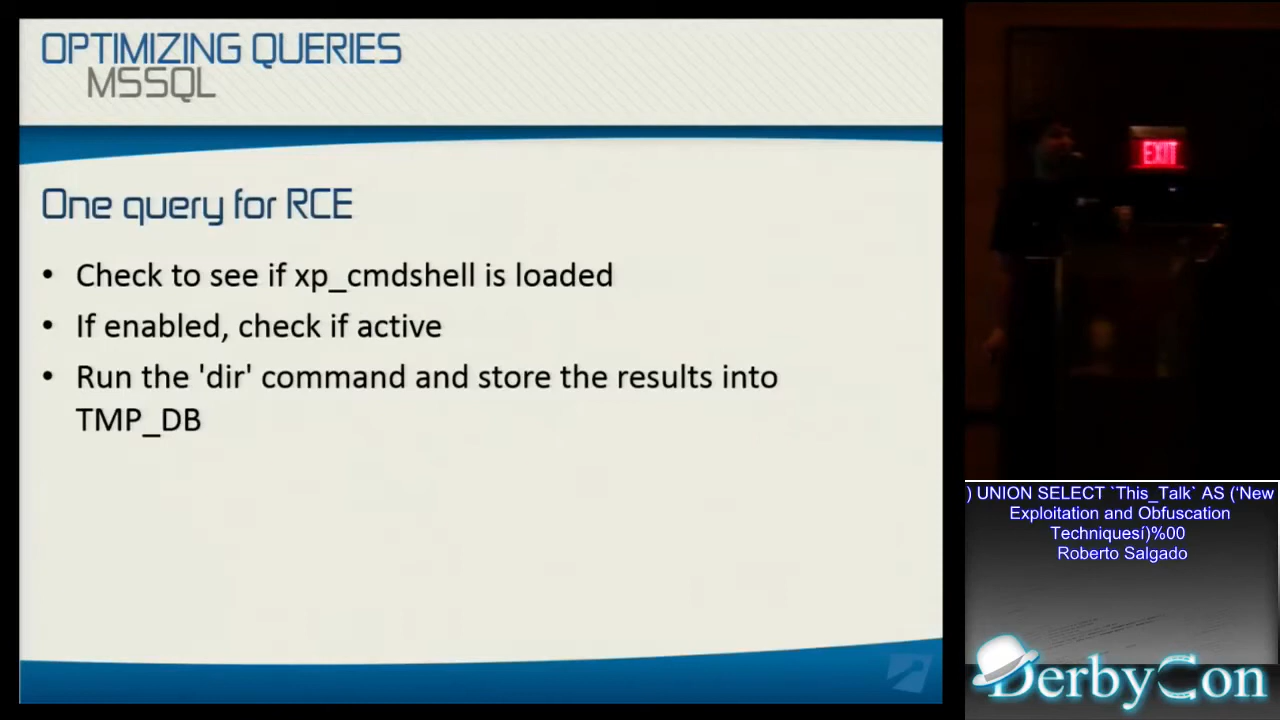 OPTIMIZING QUERIES
MSSQL
One query for RCE
• Check to see if xp_cmdshell is loaded
• If enabled, check if active
• Run the 'dir' command and store the results into
TMP_DB
EXIT
) UNION SELECT `This_Talk` AS (‘New
Exploitation and Obfuscation
Techniquesí)%00
Roberto Salgado
DerbyCon